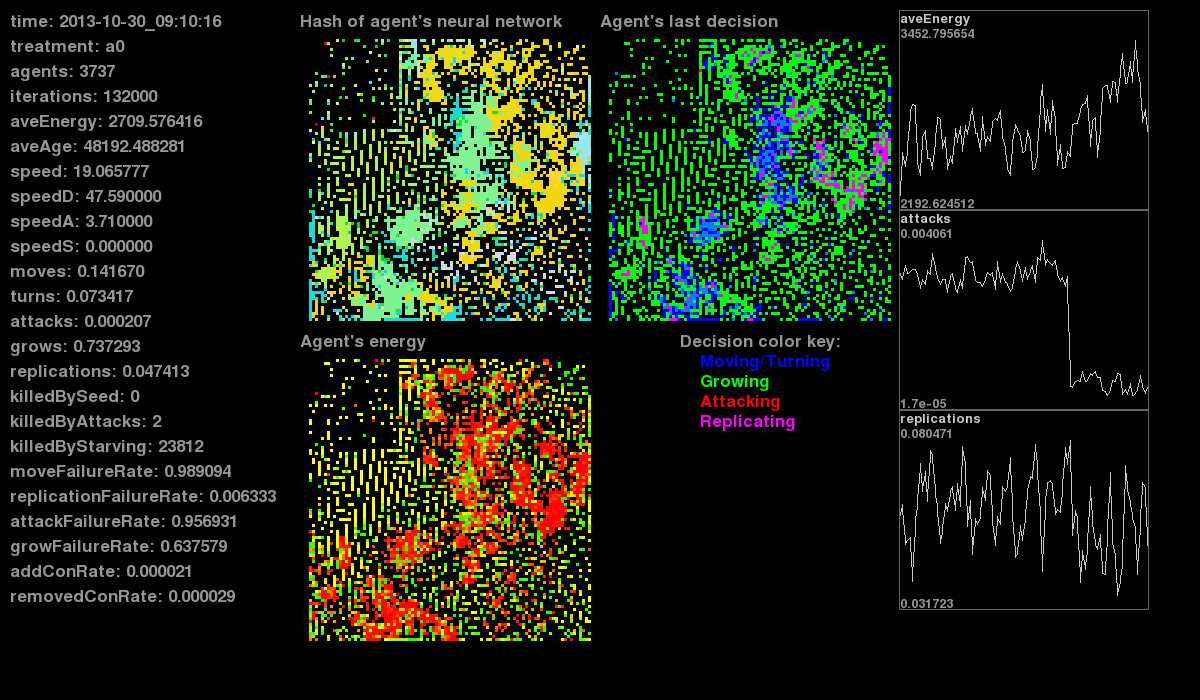 time: 2013-10-30_09:10:16
treatment: a0
agents: 3737
iterations: 132000
aveEnergy: 2709.576416
aveAge: 48192.488281
speed: 19.065777
speedD: 47.590000
speedA: 3.710000
speedS: 0.000000
moves: 0.141670
turns: 0.073417
attacks: 0.000207
grows: 0.737293
replications: 0.047413
killedBySeed: 0
killedByAttacks: 2
killedByStarving: 23812
moveFailureRate: 0.989094
replicationFailureRate: 0.006333
attackFailureRate: 0.956931
growFailureRate: 0.637579
addConRate: 0.000021
removedConRate: 0.000029
Hash of agent's neural network
Agent's last decision
Agent's energy
Decision color key:
Moving/Turning
Growing
Attacking
Replicating
aveEnergy
3452.795654
2192.624512
attacks
0.004061
1.7e-05
replications
0.080471
0.031723